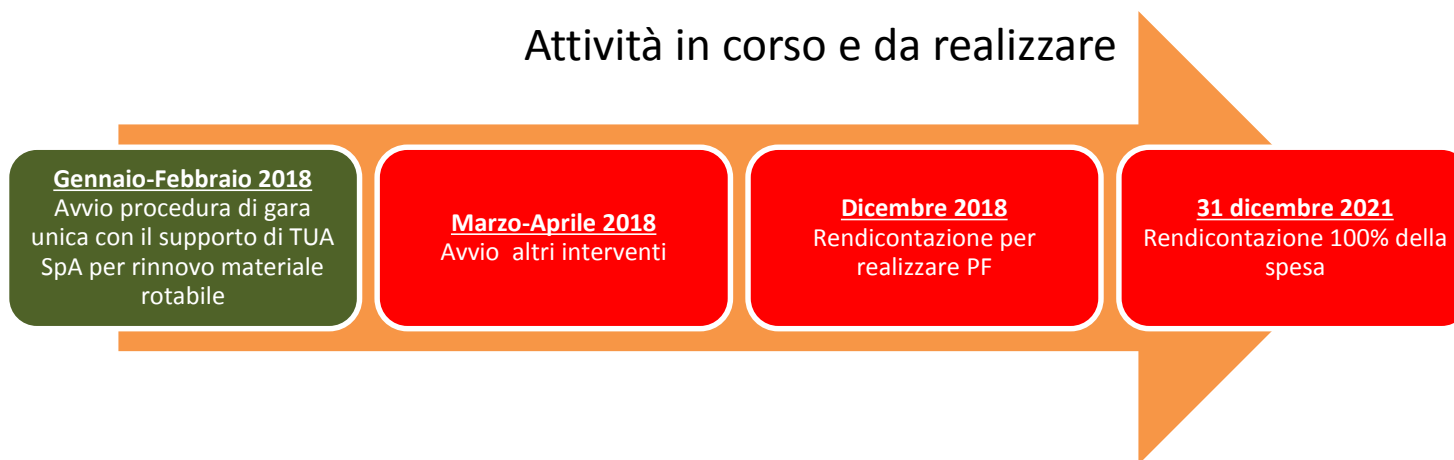 Attività in corso e da realizzare
Gennaio-Febbraio 2018
Avvio procedura di gara
unica con il supporto di TUA
SpA per rinnovo materiale
rotabile
Marzo-Aprile 2018
Avvio altri interventi
Dicembre 2018
Rendicontazione per
realizzare PF
31 dicembre 2021
Rendicontazione 100% della
spesa